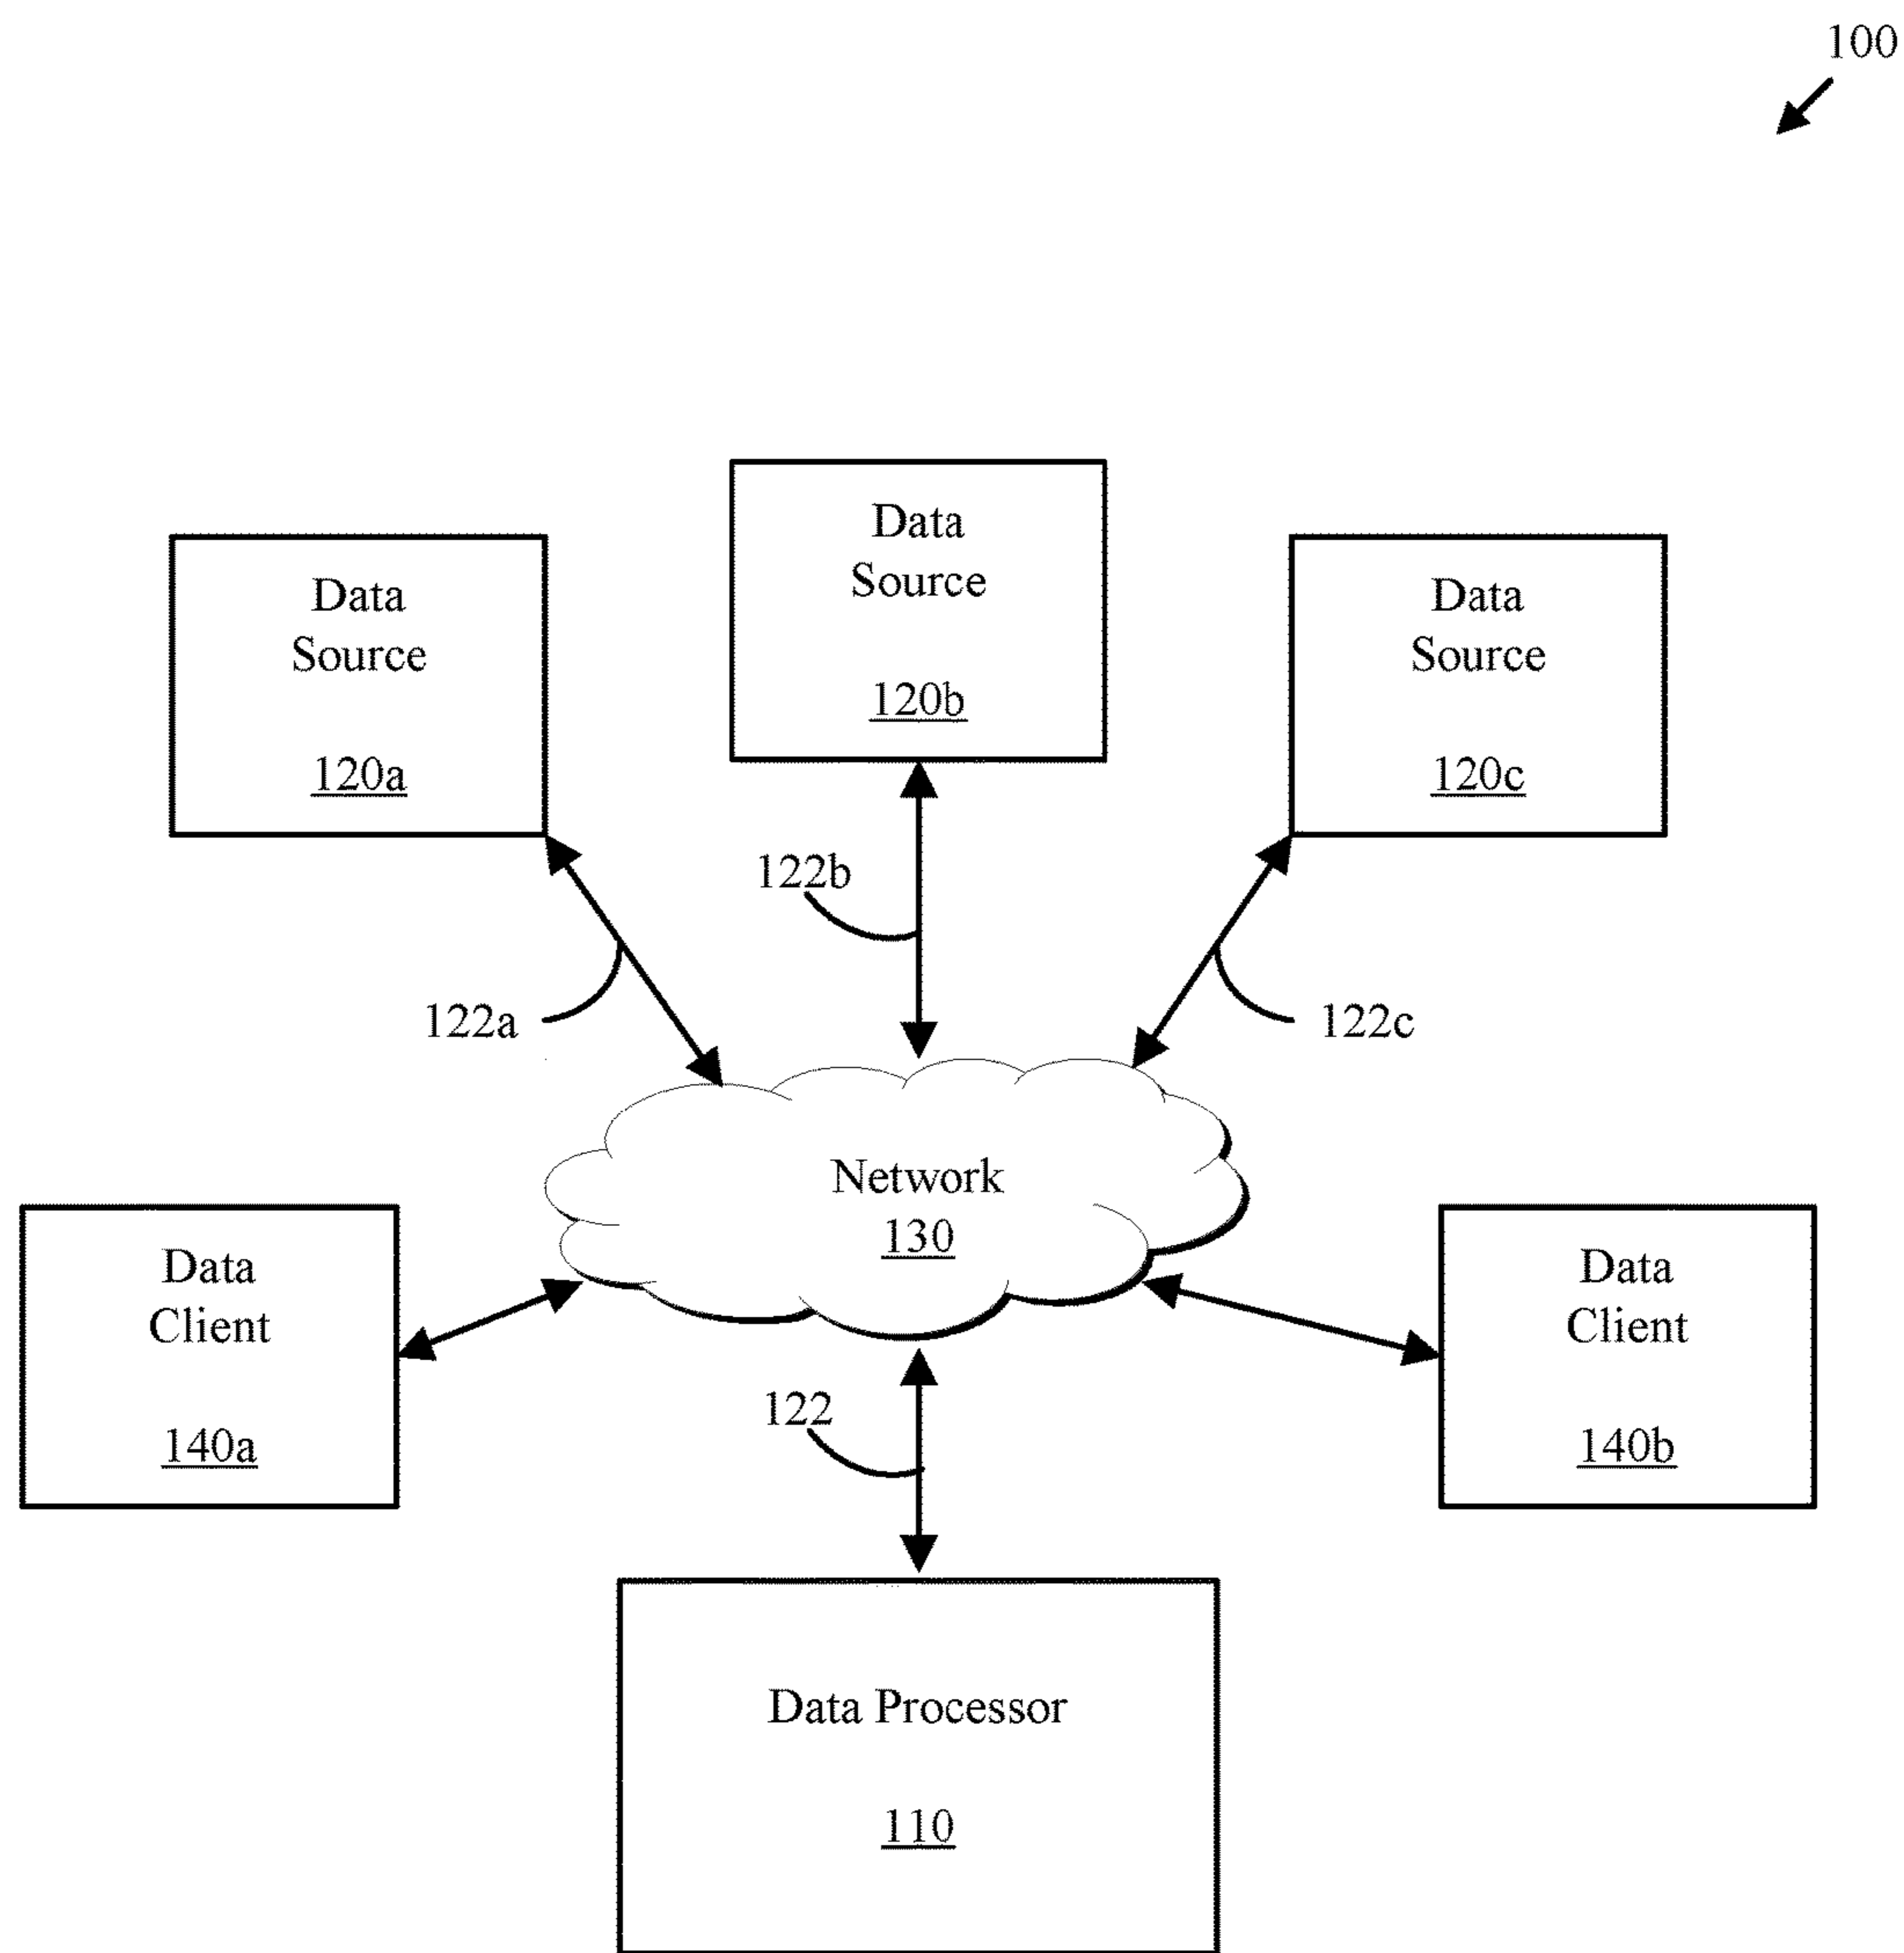 100
Data
Source
120a
Data
Source
120b
Data
Source
120c
122a
122b
122c
Network
130
Data
Client
140a
Data
Client
140b
122
Data Processor
110